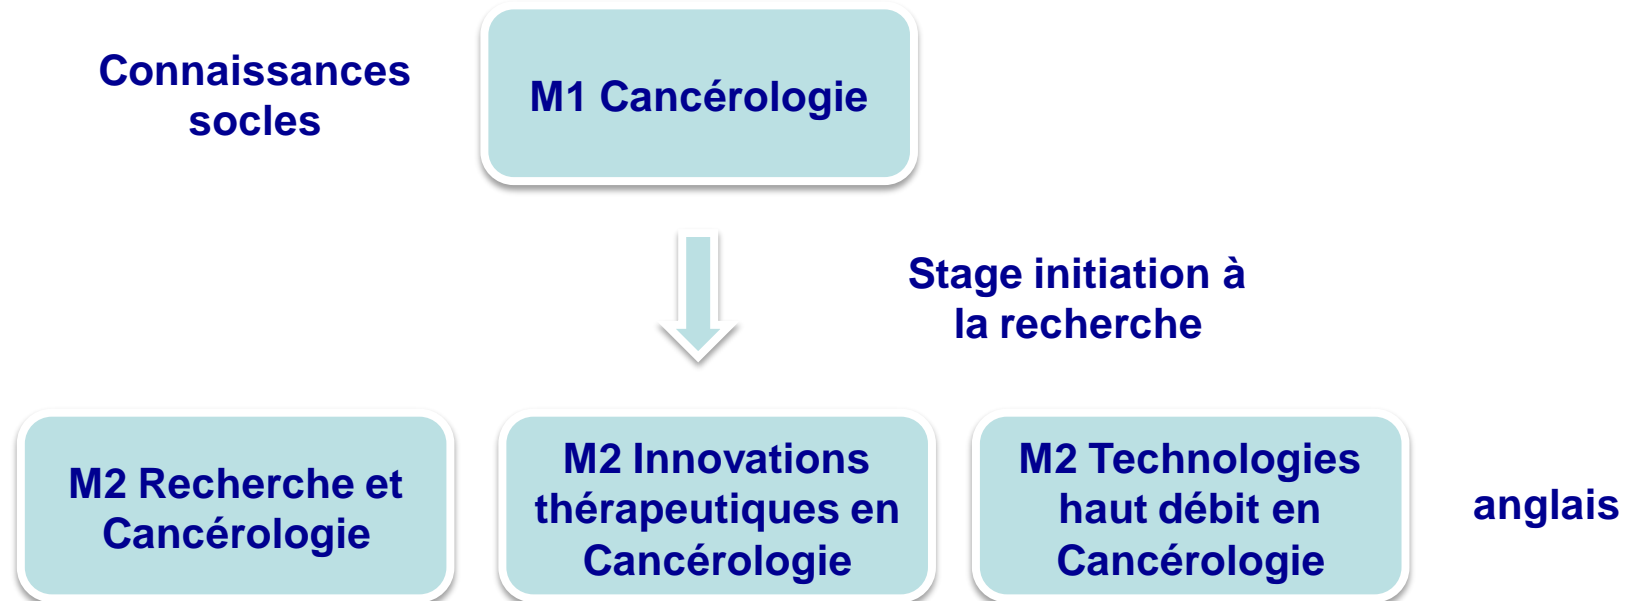 Connaissances
socles
M1 Cancérologie
Stage initiation à
la recherche
M2 Recherche et
Cancérologie
M2 Innovations
thérapeutiques en
Cancérologie
M2 Technologies
haut débit en
Cancérologie
anglais